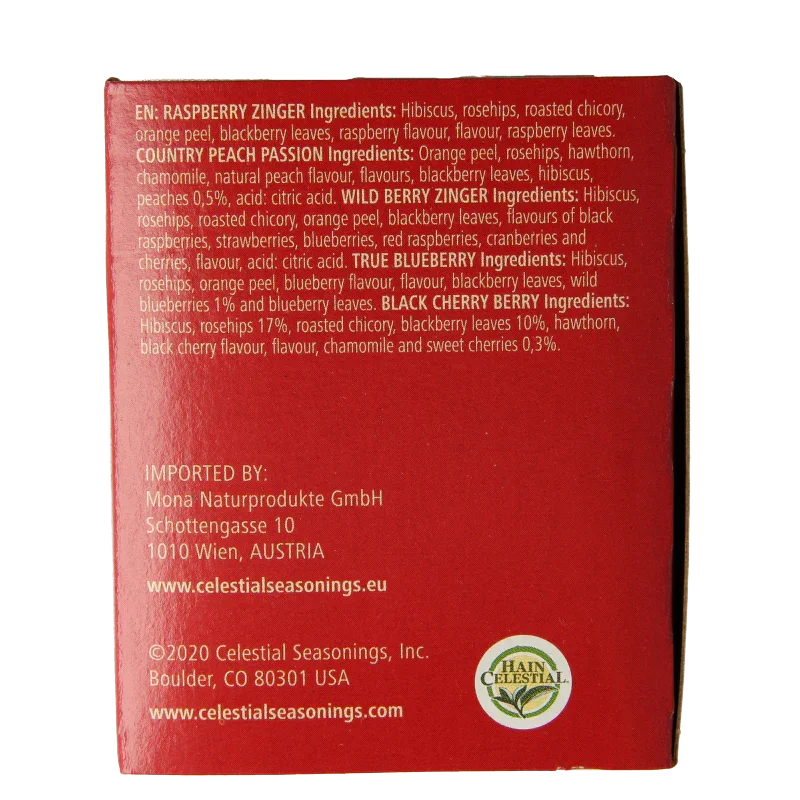 EN: RASPBERRY ZINGER Ingredients: Hibiscus, rosehips, roasted chicory,
orange peel, blackberry leaves, raspberry flavour, flavour, raspberry leaves.
COUNTRY PEACH PASSION Ingredients: Orange peel, rosehips, hawthorn,
chamomile, natural peach flavour, flavours, blackberry leaves, hibiscus,
peaches 0,5%, acid: citric acid. WILD BERRY ZINGER Ingredients: Hibiscus,
rosehips, roasted chicory, orange peel, blackberry leaves, flavours of black
raspberries, strawberries, blueberries, red raspberries, cranberries and
cherries, flavour, acid: citric acid. TRUE BLUEBERRY Ingredients: Hibiscus,
rosehips, orange peel, blueberry flavour, flavour, blackberry leaves, wild
blueberries 1% and blueberry leaves. BLACK CHERRY BERRY Ingredients:
Hibiscus, rosehips 17%, roasted chicory, blackberry leaves 10%, hawthorn,
black cherry flavour, flavour, chamomile and sweet cherries 0,3%.
IMPORTED BY:
Mona Naturprodukte GmbH
Schottengasse 10
1010 Wien, AUSTRIA
www.celestialseasonings.eu
©2020 Celestial Seasonings, Inc.
Boulder, CO 80301 USA
www.celestialseasonings.com
HAIN
CELESTIAL